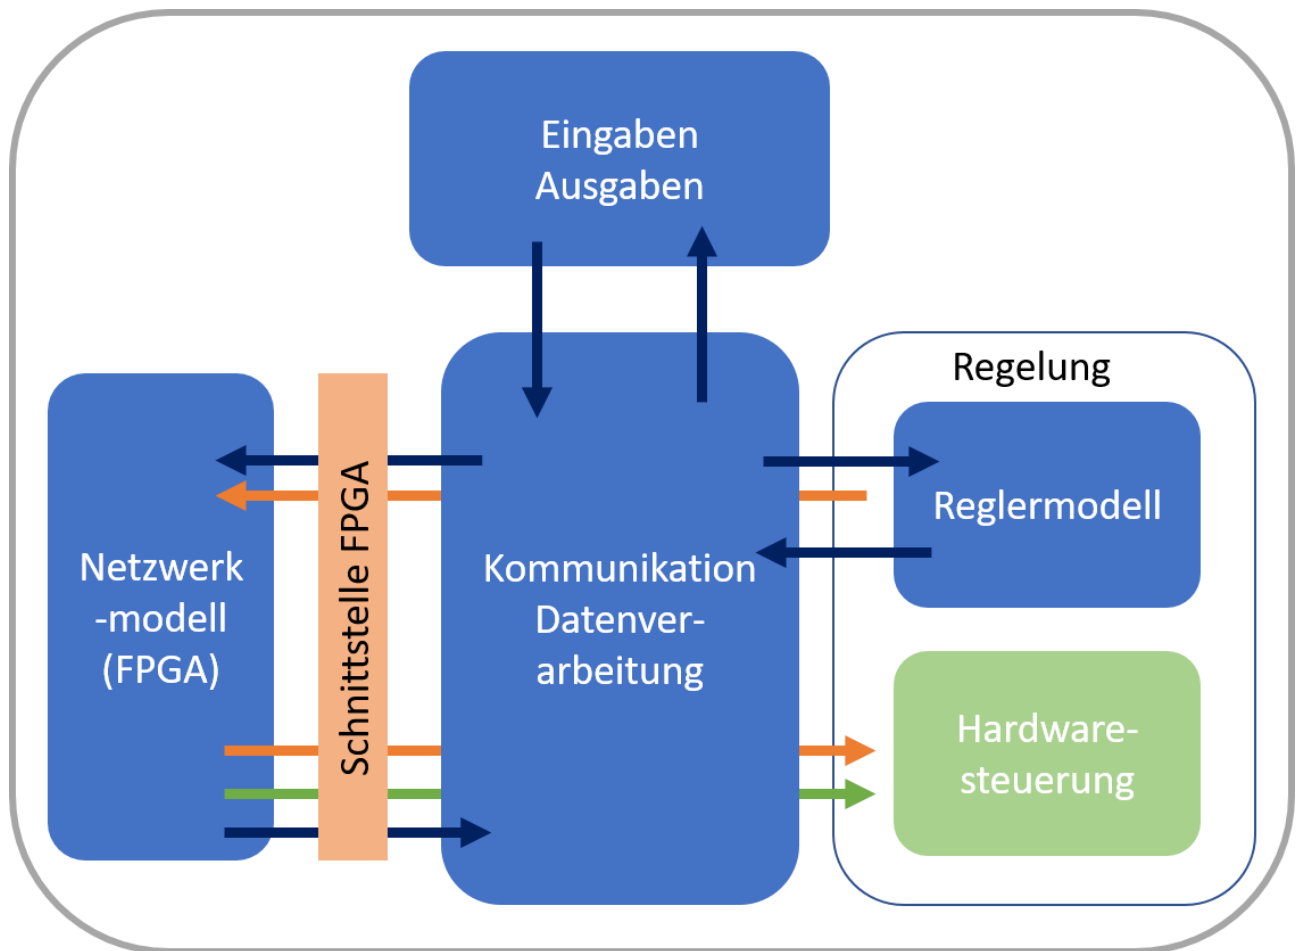 Eingaben
Ausgaben
Regelung
Reglermodell
Netzwerk
-modell
(FPGA)
Schnittstelle FPGA
Kommunikation
Datenver-
arbeitung
Hardware-
steuerung